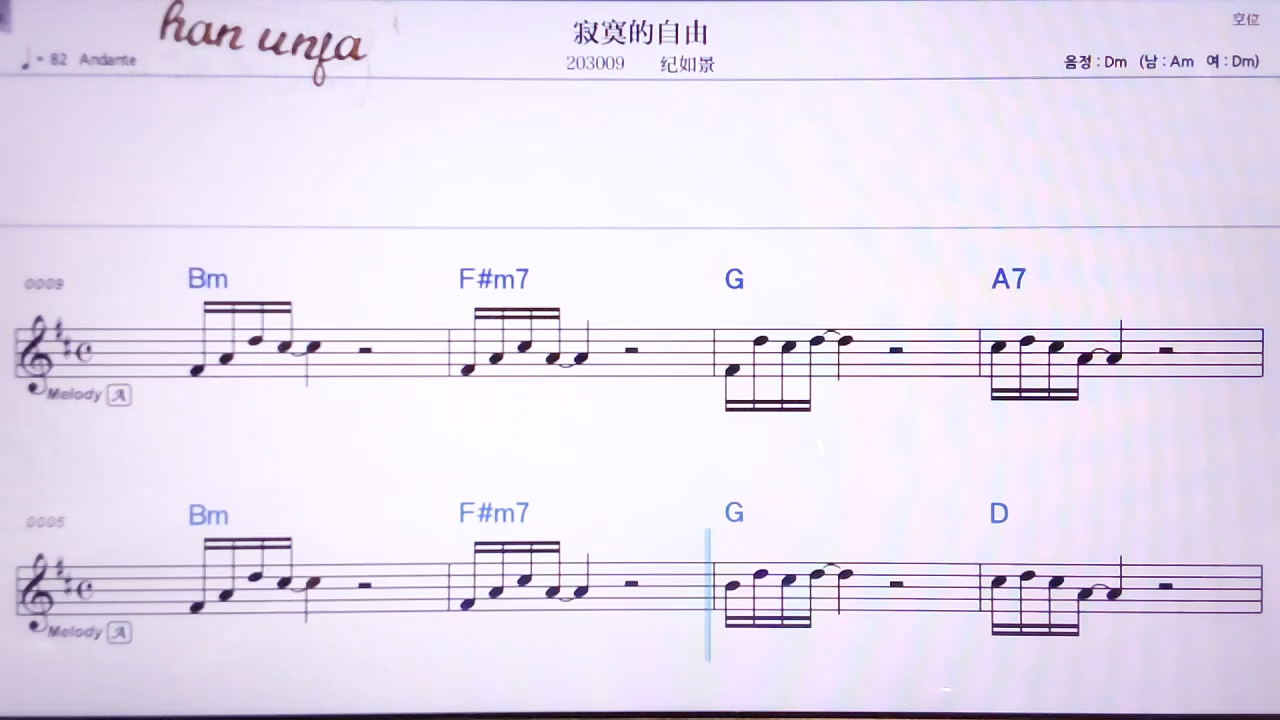 han unfa
寂寞的自由
空位
♩= 82 Andante
203009 纪如景
음정 : Dm (남 : Am 여 : Dm)
0009
Bm F#m7 G A7
Melody A
0005
Bm F#m7 G D
Melody A